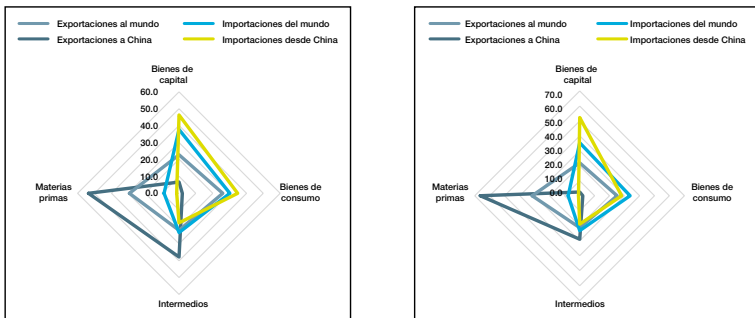 Exportaciones al mundo
Importaciones del mundo
Exportaciones a China
Importaciones desde China
Bienes de
capital
60.0
50.0
40.0
30.0
20.0
10.0
0.0
Materias
primas
Bienes
de consumo
Intermedios
Exportaciones al mundo
Importaciones del mundo
Exportaciones a China
Importaciones desde China
Bienes de
capital
70.0
60.0
50.0
40.0
30.0
20.0
10.0
0.0
Materias
primas
Bienes
de consumo
Intermedios